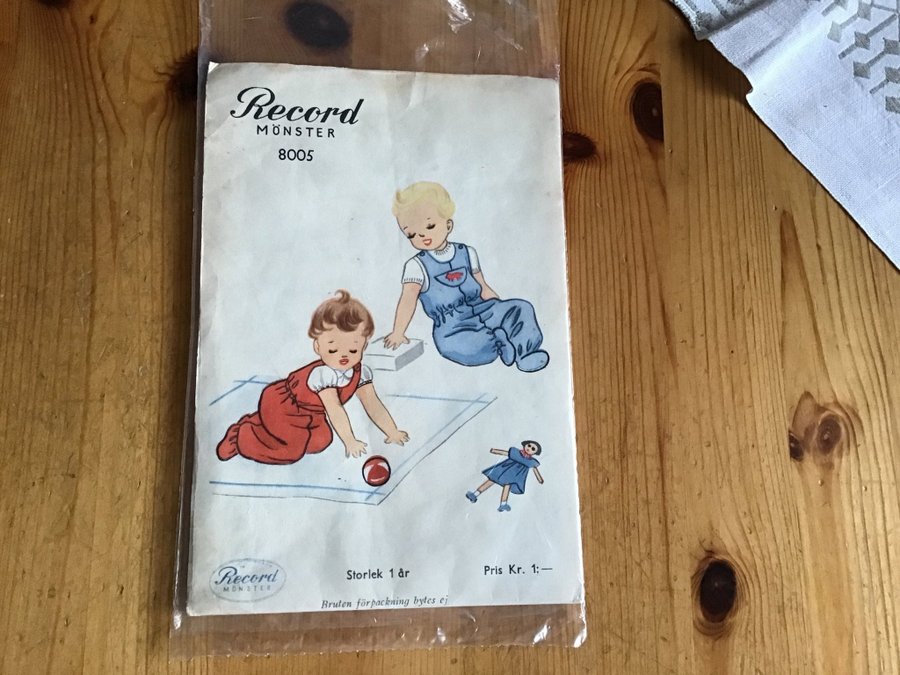 Record
MÖNSTER
8005
Record
MÖNSTER
Storlek 1 år
Pris Kr. 1:—
Bruten förpackning bytes ej